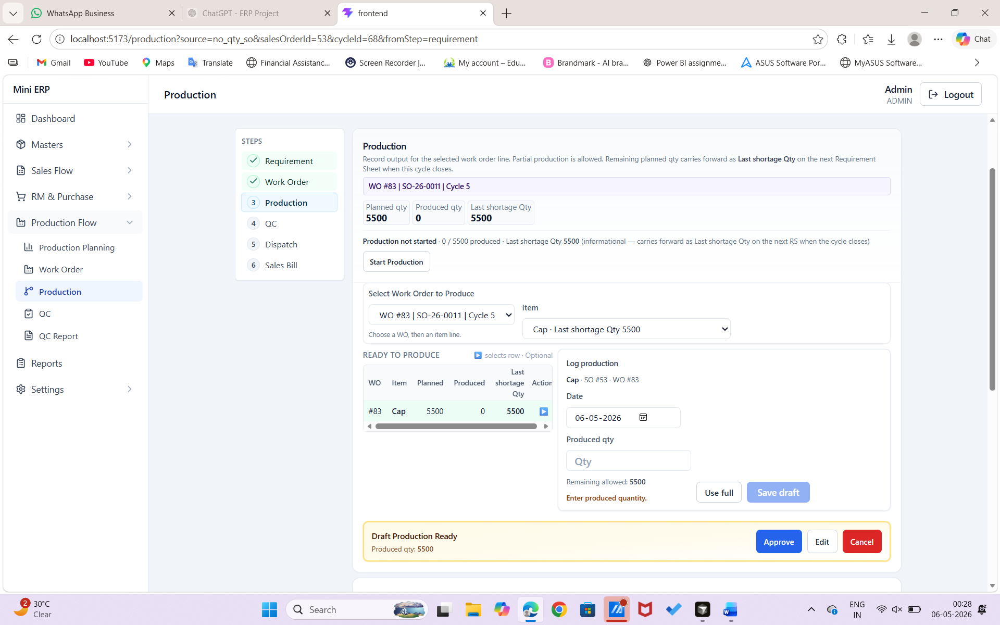 WhatsApp Business
ChatGPT - ERP Project
frontend
localhost:5173/production?source=no_qty_so&salesOrderId=53&cycleId=68&fromStep=requirement
Chat
Gmail
YouTube
Maps
Translate
Financial Assistanc...
Screen Recorder |...
My account – Edu...
Brandmark - AI bra...
Power BI assignme...
ASUS Software Por...
MyASUS Software...
Mini ERP
Production
Admin
ADMIN
Logout
Dashboard
Masters
Sales Flow
RM & Purchase
Production Flow
Production Planning
Work Order
Production
QC
QC Report
Reports
Settings
STEPS
Requirement
Work Order
3 Production
4 QC
5 Dispatch
6 Sales Bill
Production
Record output for the selected work order line. Partial production is allowed. Remaining planned qty carries forward as Last shortage Qty on the next Requirement
Sheet when this cycle closes.
WO #83 | SO-26-0011 | Cycle 5
Planned qty
5500
Produced qty
0
Last shortage Qty
5500
Production not started · 0 / 5500 produced · Last shortage Qty 5500 (informational — carries forward as Last shortage Qty on the next RS when the cycle closes)
Start Production
Select Work Order to Produce
WO #83 | SO-26-0011 | Cycle 5
Choose a WO, then an item line.
Item
Cap · Last shortage Qty 5500
READY TO PRODUCE
selects row · Optional
WO Item Planned Produced Last shortage Qty Action
#83 Cap 5500 0 5500
Log production
Cap · SO #53 · WO #83
Date
06-05-2026
Produced qty
Qty
Remaining allowed: 5500
Enter produced quantity.
Use full
Save draft
Draft Production Ready
Produced qty: 5500
Approve
Edit
Cancel
2
30°C
Clear
Search
ENG
IN
00:28
06-05-2026